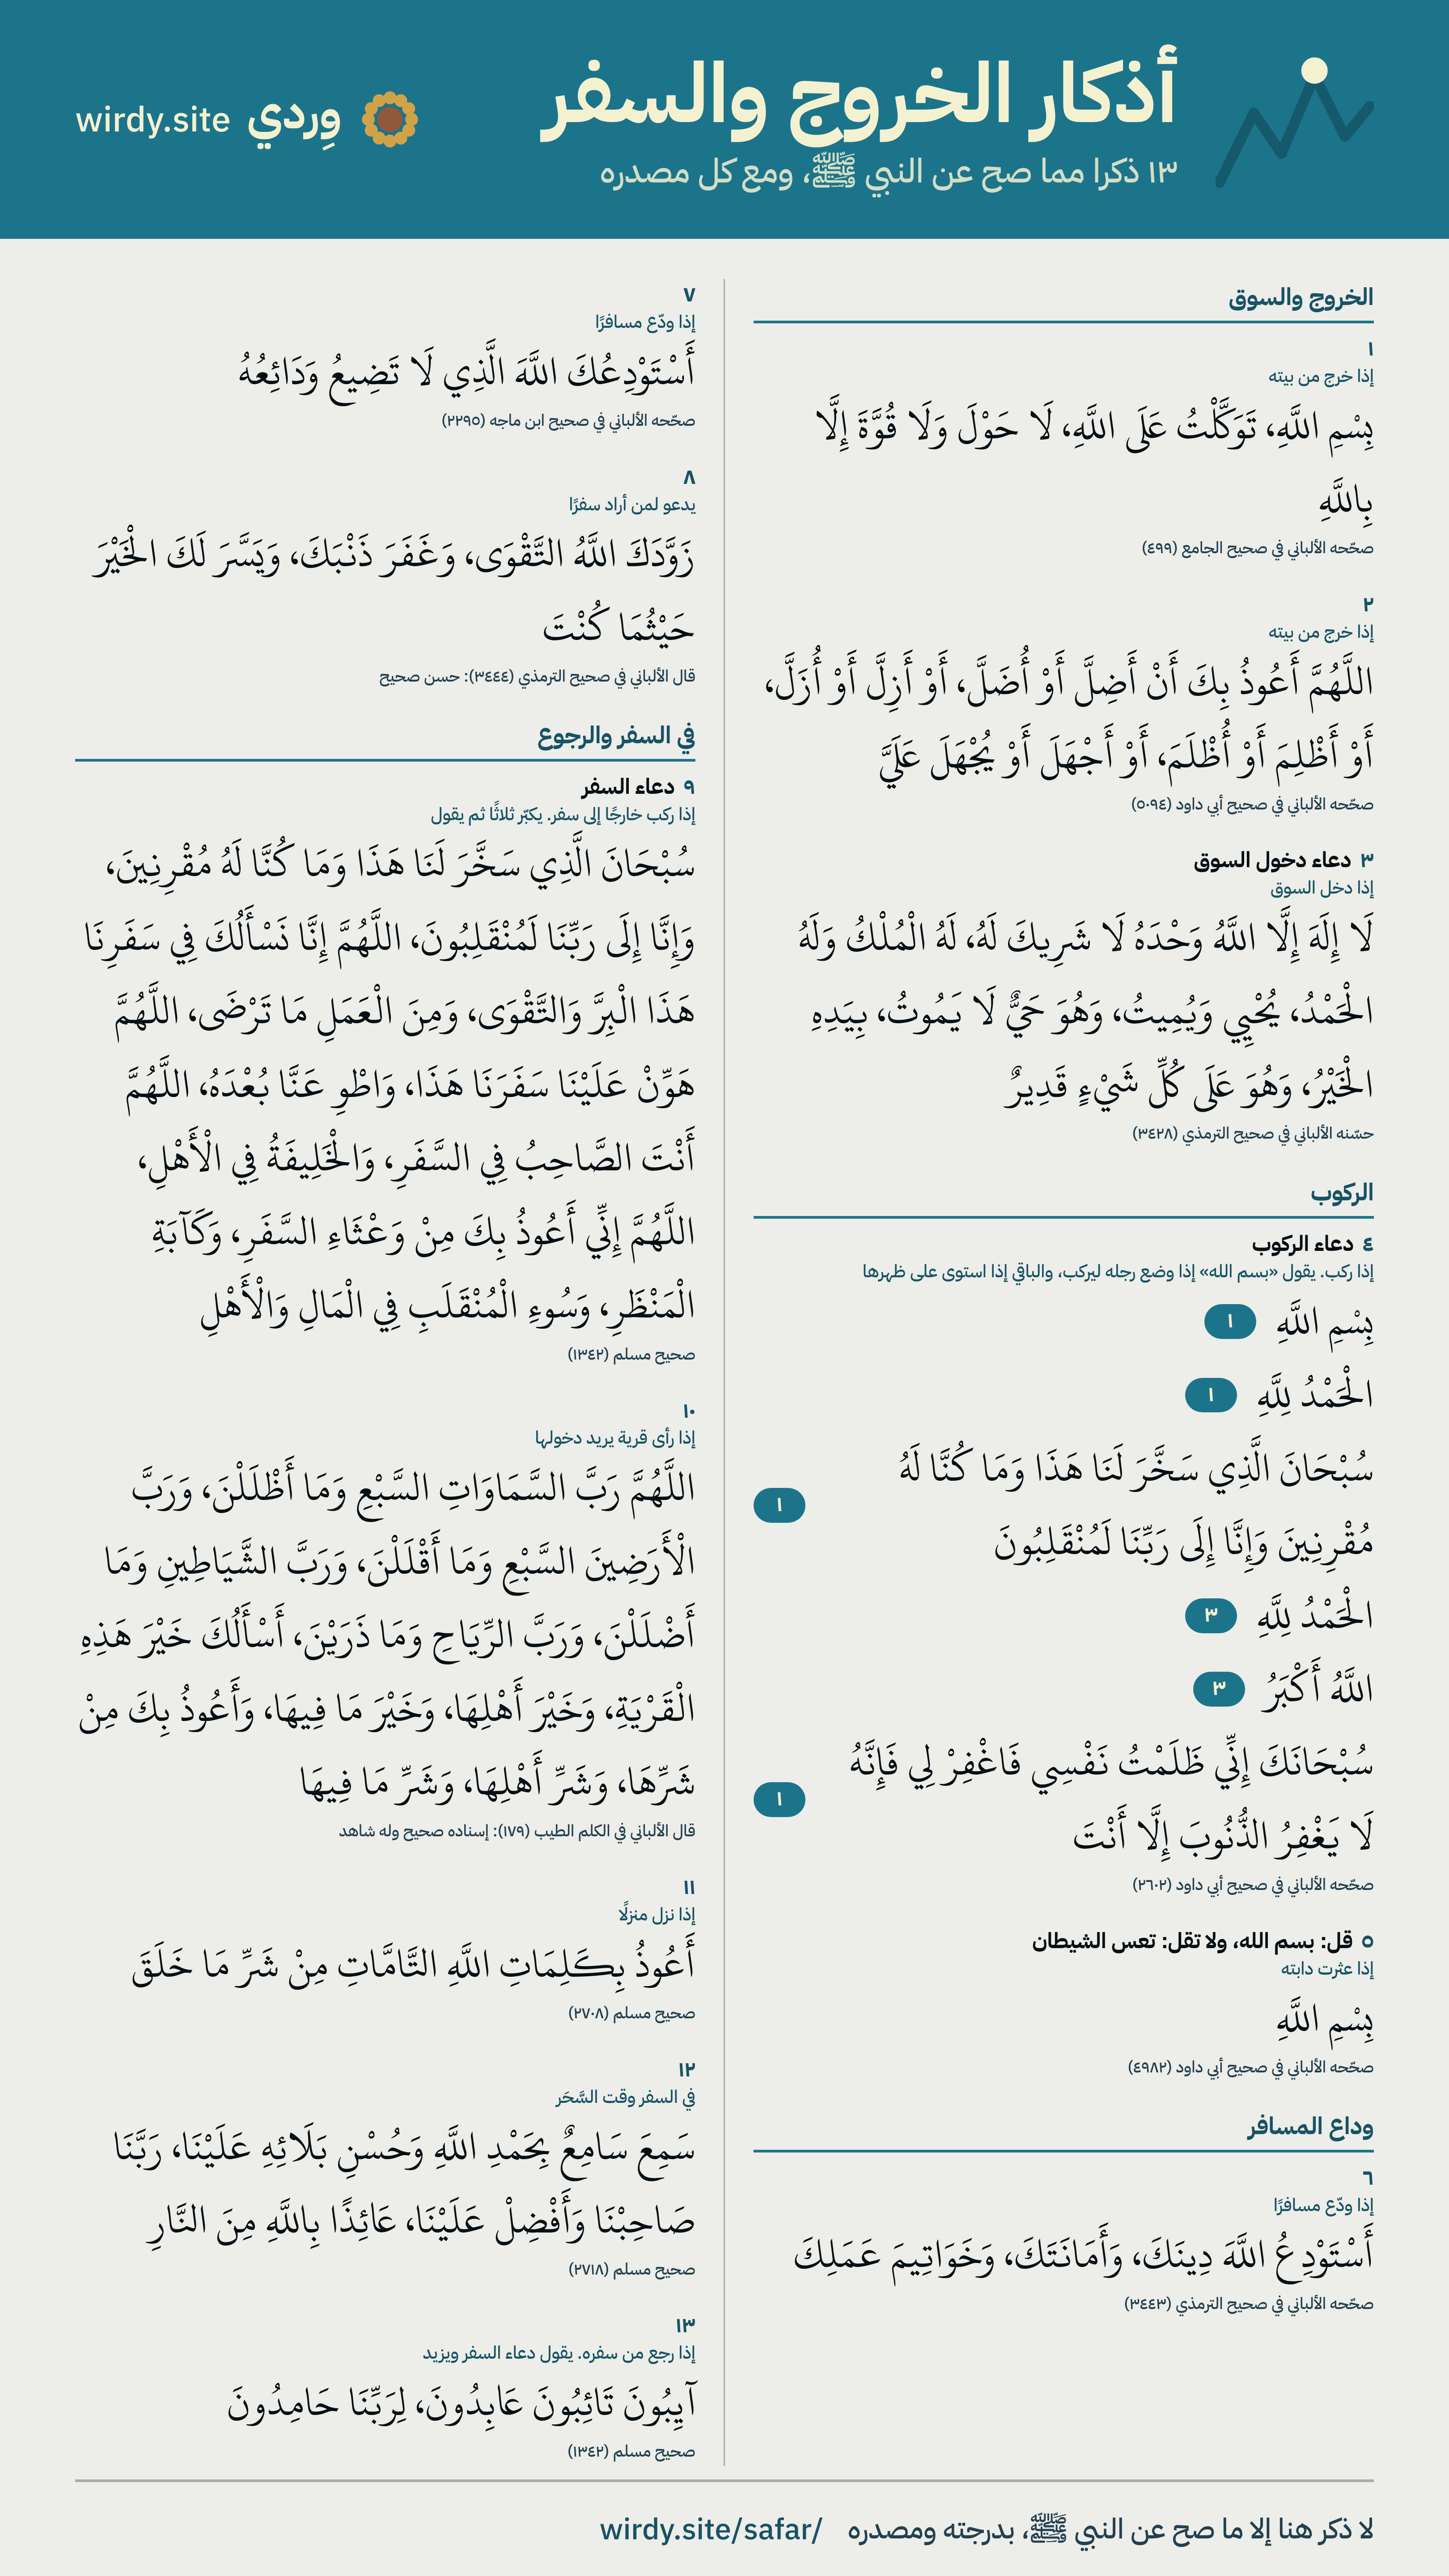 أذكار الخروج والسفر
١٣ ذكرا مما صح عن النبي ﷺ، ومع كل مصدره
وِردي wirdy.site
الخروج والسوق
١
إذا خرج من بيته
بِسْمِ اللَّهِ، تَوَكَّلْتُ عَلَى اللَّهِ، لَا حَوْلَ وَلَا قُوَّةَ إِلَّا
بِاللَّهِ
صحّحه الألباني في صحيح الجامع (٤٩٩)
٢
إذا خرج من بيته
اللَّهُمَّ أَعُوذُ بِكَ أَنْ أَضِلَّ أَوْ أُضَلَّ، أَوْ أَزِلَّ أَوْ أُزَلَّ،
أَوْ أَظْلِمَ أَوْ أُظْلَمَ، أَوْ أَجْهَلَ أَوْ يُجْهَلَ عَلَيَّ
صحّحه الألباني في صحيح أبي داود (٥٠٩٤)
٣ دعاء دخول السوق
إذا دخل السوق
لَا إِلَهَ إِلَّا اللَّهُ وَحْدَهُ لَا شَرِيكَ لَهُ، لَهُ الْمُلْكُ وَلَهُ
الْحَمْدُ، يُحْيِي وَيُمِيتُ، وَهُوَ حَيٌّ لَا يَمُوتُ، بِيَدِهِ
الْخَيْرُ، وَهُوَ عَلَى كُلِّ شَيْءٍ قَدِيرٌ
حسّنه الألباني في صحيح الترمذي (٣٤٢٨)
الركوب
٤ دعاء الركوب
إذا ركب. يقول «بسم الله» إذا وضع رجله ليركب، والباقي إذا استوى على ظهرها
بِسْمِ اللَّهِ ١
الْحَمْدُ لِلَّهِ ١
سُبْحَانَ الَّذِي سَخَّرَ لَنَا هَذَا وَمَا كُنَّا لَهُ
مُقْرِنِينَ وَإِنَّا إِلَى رَبِّنَا لَمُنْقَلِبُونَ
١
الْحَمْدُ لِلَّهِ ٣
اللَّهُ أَكْبَرُ ٣
سُبْحَانَكَ إِنِّي ظَلَمْتُ نَفْسِي فَاغْفِرْ لِي فَإِنَّهُ
لَا يَغْفِرُ الذُّنُوبَ إِلَّا أَنْتَ
١
صحّحه الألباني في صحيح أبي داود (٢٦٠٢)
٥ قل: بسم الله، ولا تقل: تعس الشيطان
إذا عثرت دابته
بِسْمِ اللَّهِ
صحّحه الألباني في صحيح أبي داود (٤٩٨٢)
وداع المسافر
٦
إذا ودّع مسافرًا
أَسْتَوْدِعُ اللَّهَ دِينَكَ، وَأَمَانَتَكَ، وَخَوَاتِيمَ عَمَلِكَ
صحّحه الألباني في صحيح الترمذي (٣٤٤٣)
٧
إذا ودّع مسافرًا
أَسْتَوْدِعُكَ اللَّهَ الَّذِي لَا تَضِيعُ وَدَائِعُهُ
صحّحه الألباني في صحيح ابن ماجه (٢٢٩٥)
٨
يدعو لمن أراد سفرًا
زَوَّدَكَ اللَّهُ التَّقْوَى، وَغَفَرَ ذَنْبَكَ، وَيَسَّرَ لَكَ الْخَيْرَ
حَيْثُمَا كُنْتَ
قال الألباني في صحيح الترمذي (٣٤٤٤): حسن صحيح
في السفر والرجوع
٩ دعاء السفر
إذا ركب خارجًا إلى سفر. يكبّر ثلاثًا ثم يقول
سُبْحَانَ الَّذِي سَخَّرَ لَنَا هَذَا وَمَا كُنَّا لَهُ مُقْرِنِينَ،
وَإِنَّا إِلَى رَبِّنَا لَمُنْقَلِبُونَ، اللَّهُمَّ إِنَّا نَسْأَلُكَ فِي سَفَرِنَا
هَذَا الْبِرَّ وَالتَّقْوَى، وَمِنَ الْعَمَلِ مَا تَرْضَى، اللَّهُمَّ
هَوِّنْ عَلَيْنَا سَفَرَنَا هَذَا، وَاطْوِ عَنَّا بُعْدَهُ، اللَّهُمَّ
أَنْتَ الصَّاحِبُ فِي السَّفَرِ، وَالْخَلِيفَةُ فِي الْأَهْلِ،
اللَّهُمَّ إِنِّي أَعُوذُ بِكَ مِنْ وَعْثَاءِ السَّفَرِ، وَكَآبَةِ
الْمَنْظَرِ، وَسُوءِ الْمُنْقَلَبِ فِي الْمَالِ وَالْأَهْلِ
صحيح مسلم (١٣٤٢)
١٠
إذا رأى قرية يريد دخولها
اللَّهُمَّ رَبَّ السَّمَاوَاتِ السَّبْعِ وَمَا أَظْلَلْنَ، وَرَبَّ
الْأَرَضِينَ السَّبْعِ وَمَا أَقْلَلْنَ، وَرَبَّ الشَّيَاطِينِ وَمَا
أَضْلَلْنَ، وَرَبَّ الرِّيَاحِ وَمَا ذَرَيْنَ، أَسْأَلُكَ خَيْرَ هَذِهِ
الْقَرْيَةِ، وَخَيْرَ أَهْلِهَا، وَخَيْرَ مَا فِيهَا، وَأَعُوذُ بِكَ مِنْ
شَرِّهَا، وَشَرِّ أَهْلِهَا، وَشَرِّ مَا فِيهَا
قال الألباني في الكلم الطيب (١٧٩): إسناده صحيح وله شاهد
١١
إذا نزل منزلًا
أَعُوذُ بِكَلِمَاتِ اللَّهِ التَّامَّاتِ مِنْ شَرِّ مَا خَلَقَ
صحيح مسلم (٢٧٠٨)
١٢
في السفر وقت السَّحَر
سَمِعَ سَامِعٌ بِحَمْدِ اللَّهِ وَحُسْنِ بَلَائِهِ عَلَيْنَا، رَبَّنَا
صَاحِبْنَا وَأَفْضِلْ عَلَيْنَا، عَائِذًا بِاللَّهِ مِنَ النَّارِ
صحيح مسلم (٢٧١٨)
١٣
إذا رجع من سفره. يقول دعاء السفر ويزيد
آيِبُونَ تَائِبُونَ عَابِدُونَ، لِرَبِّنَا حَامِدُونَ
صحيح مسلم (١٣٤٢)
لا ذكر هنا إلا ما صح عن النبي ﷺ، بدرجته ومصدره wirdy.site/safar/